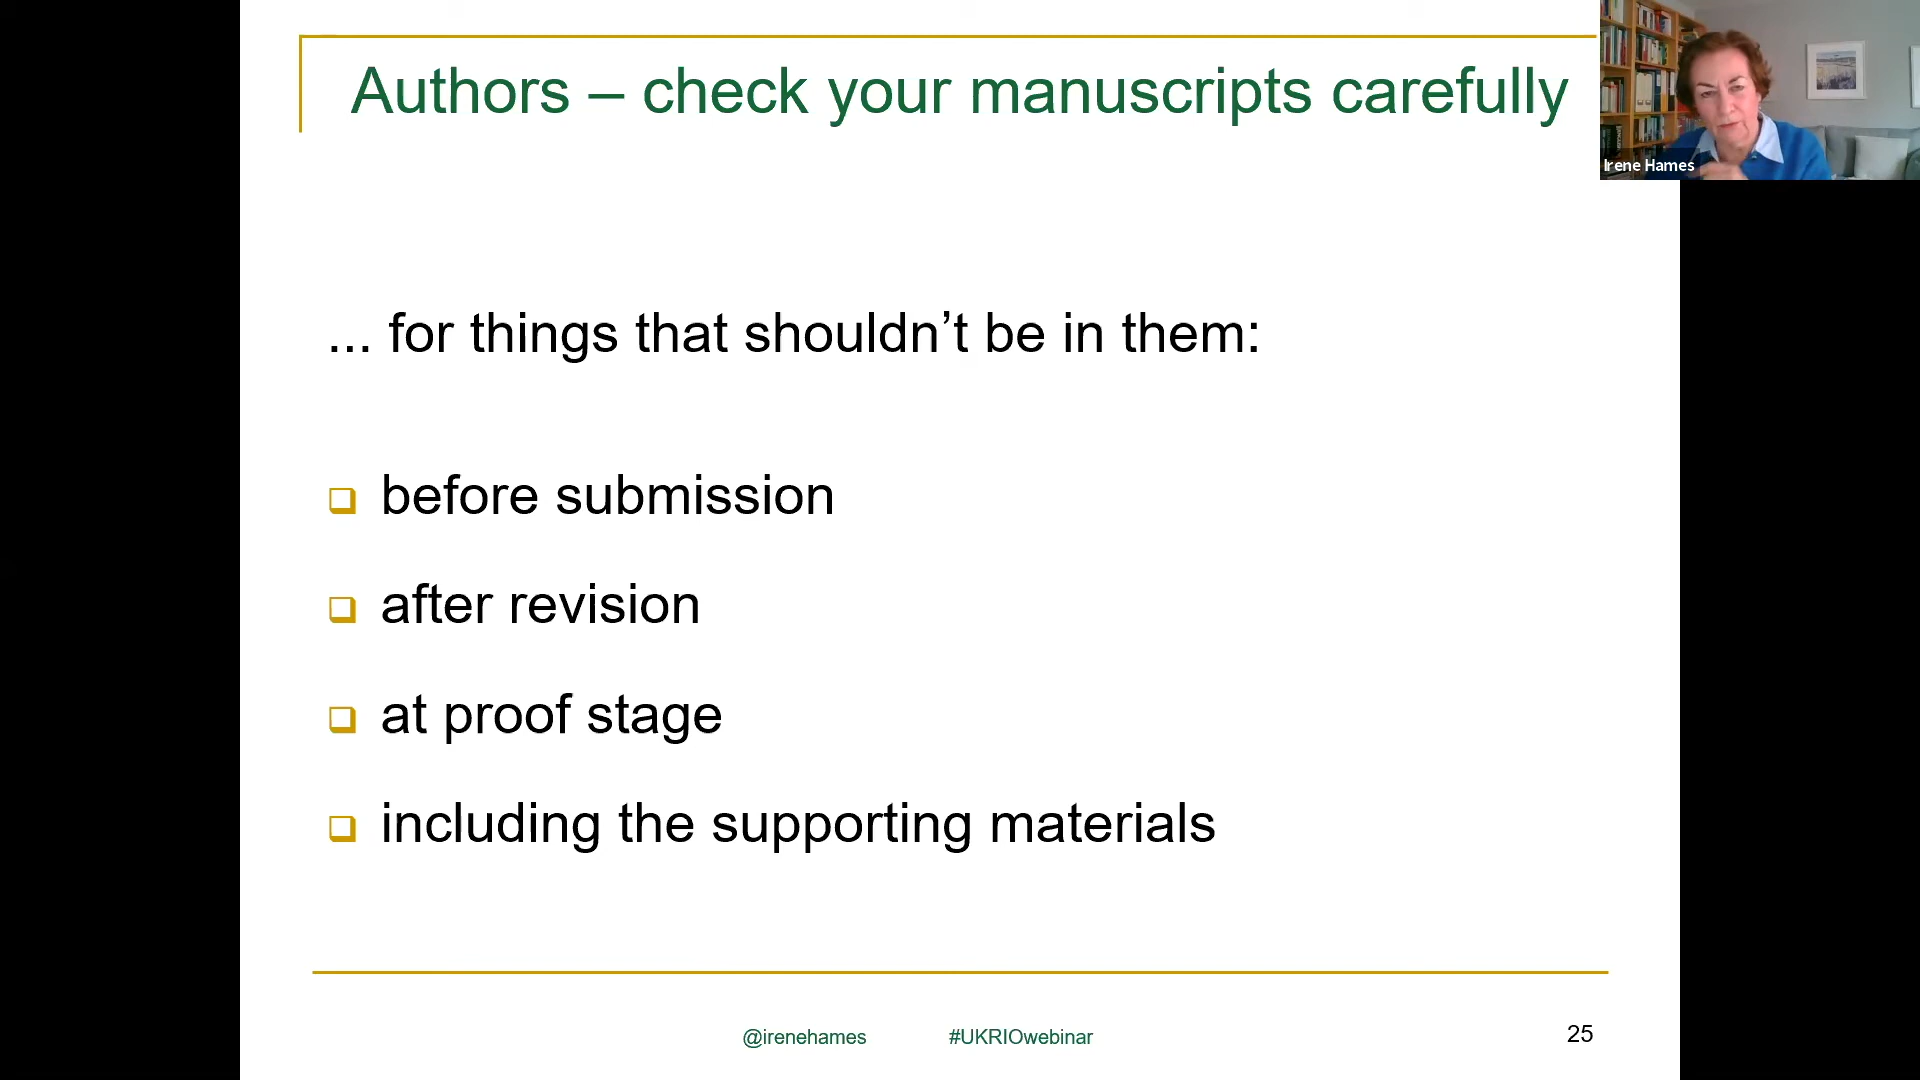 Authors – check your manuscripts carefully
Irene Hames
... for things that shouldn’t be in them:
before submission
after revision
at proof stage
including the supporting materials
@irenehames #UKRIOwebinar 25